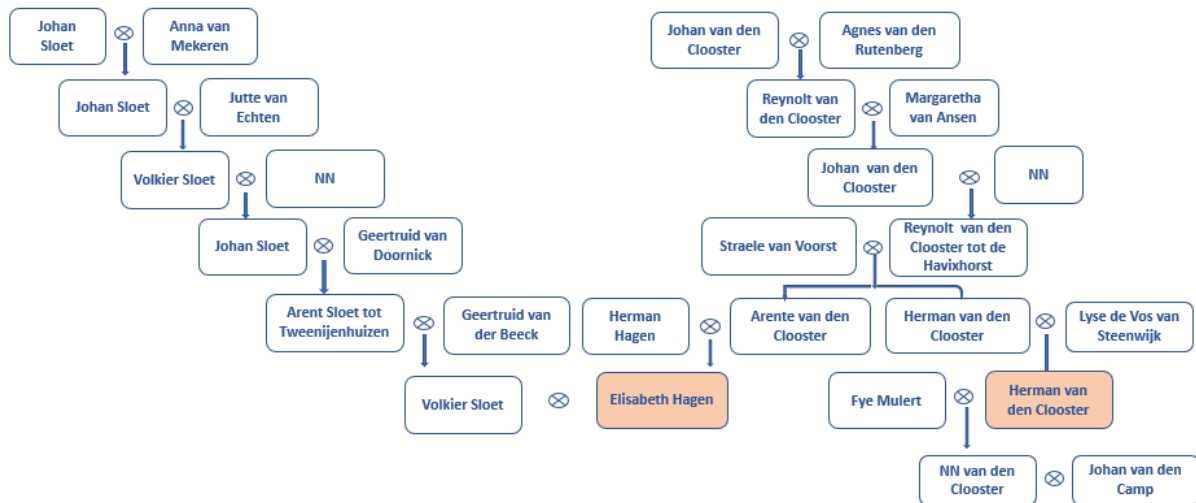 Johan
Sloet
Anna van
Mekeren
Johan van den
Clooster
Agnes van den
Rutenberg
Johan Sloet
Jutte van
Echten
Reynolt van
den Clooster
Margaretha
van Ansen
Volkier Sloet
NN
Johan van den
Clooster
NN
Johan Sloet
Geertruid van
Doornick
Straele van Voorst
Reynolt van den
Clooster tot de
Havixhorst
Arent Sloet tot
Tweenijenhuizen
Geertruid van
der Beeck
Herman
Hagen
Arente van den
Clooster
Herman van den
Clooster
Lyse de Vos van
Steenwijk
Volkier Sloet
Elisabeth Hagen
Fye Mulert
Herman van
den Clooster
NN van den
Clooster
Johan van den
Camp